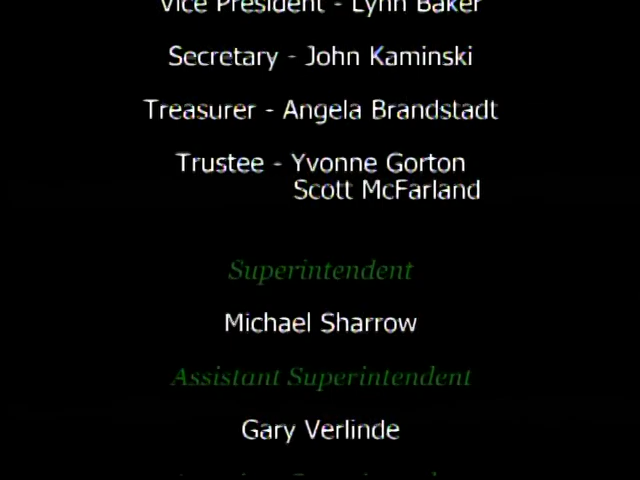 Vice President - Lynn Baker
Secretary - John Kaminski
Treasurer - Angela Brandstadt
Trustee - Yvonne Gorton
Scott McFarland
Superintendent
Michael Sharrow
Assistant Superintendent
Gary Verlinde